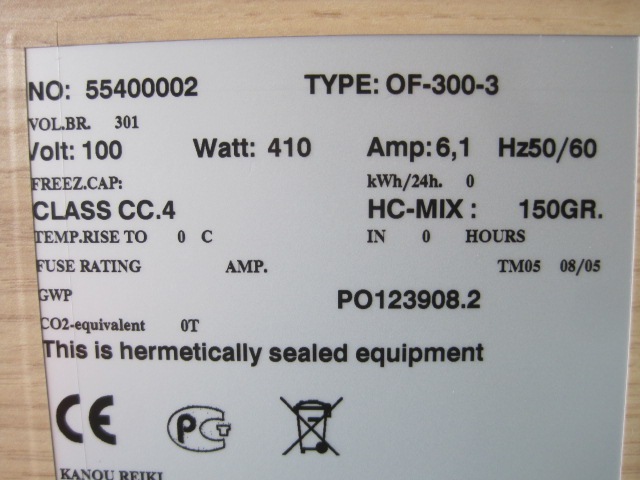 NO: 55400002 TYPE: OF-300-3
VOL.BR. 301
Volt: 100 Watt: 410 Amp: 6,1 Hz50/60
FREEZ.CAP: kWh/24h. 0
CLASS CC.4 HC-MIX : 150GR.
TEMP.RISE TO 0 C IN 0 HOURS
FUSE RATING AMP. TM05 08/05
GWP PO123908.2
CO2-equivalent 0T
This is hermetically sealed equipment
CE PCT
KANOU REIKI